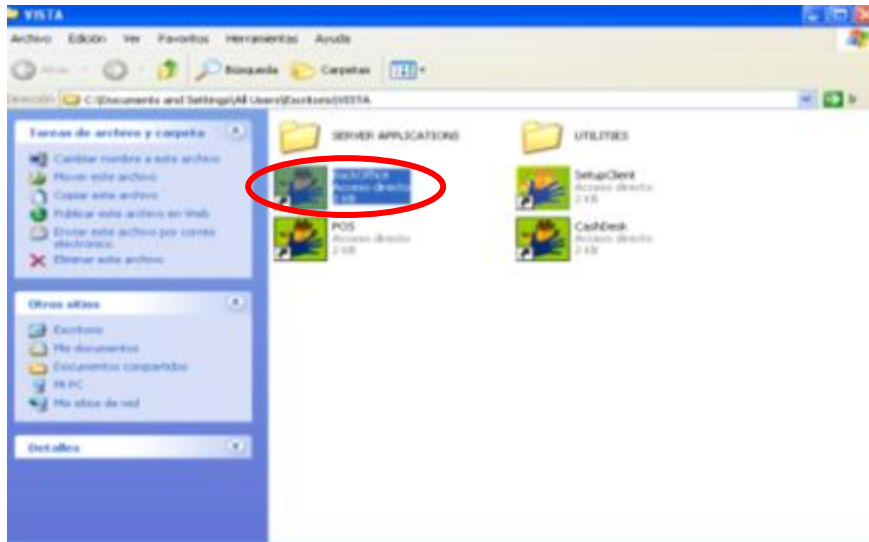 VISTA
Archivo Edición Ver Favoritos Herramientas Ayuda
Búsqueda Carpetas
Dirección C:\Documents and Settings\All Users\Escritorio\VISTA Ir
Tareas de archivo y carpeta
Cambiar nombre a este archivo
Mover este archivo
Copiar este archivo
Publicar este archivo en Web
Enviar este archivo por correo
electrónico
Eliminar este archivo
Otros sitios
Escritorio
Mis documentos
Documentos compartidos
Mi PC
Mis sitios de red
Detalles
SERVER APPLICATIONS
UTILITIES
BackOffice
Acceso directo
2 KB
SetupClient
Acceso directo
2 KB
POS
Acceso directo
2 KB
CashDesk
Acceso directo
2 KB